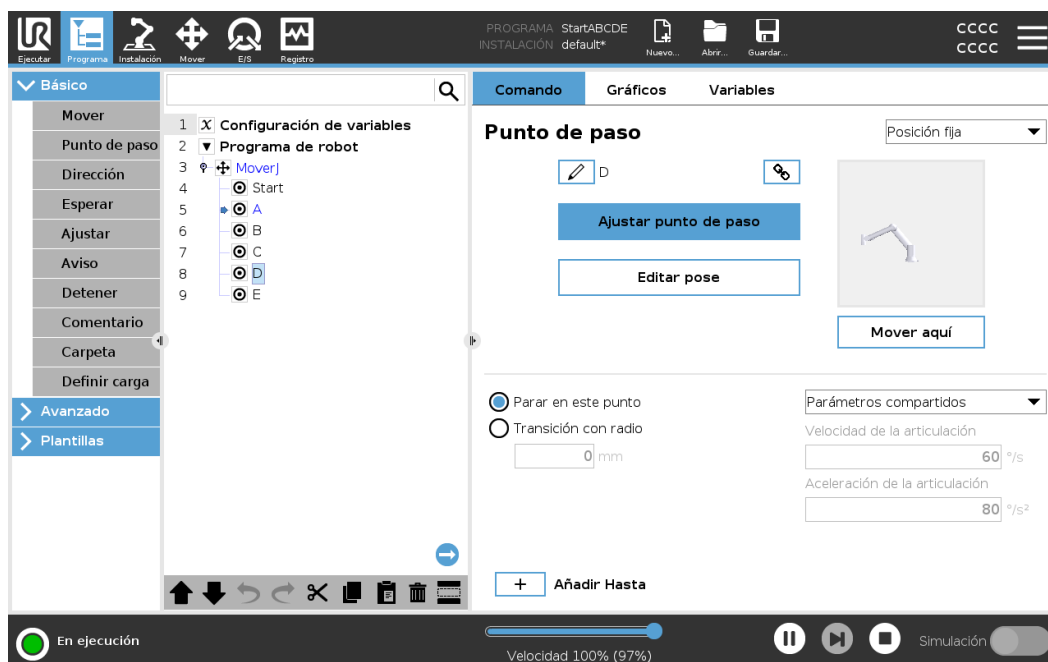 PROGRAMA StartABCDE
INSTALACIÓN default*
CCCC
CCCC
Ejecutar Programa Instalación Mover E/S Registro
Nuevo... Abrir... Guardar...
Básico
Mover
Punto de paso
Dirección
Esperar
Ajustar
Aviso
Detener
Comentario
Carpeta
Definir carga
Avanzado
Plantillas
1 X Configuración de variables
2 Programa de robot
3 MoverJ
4 Start
5 A
6 B
7 C
8 D
9 E
Comando Gráficos Variables
Punto de paso
Posición fija
D
Ajustar punto de paso
Editar pose
Mover aquí
Parar en este punto
Transición con radio
0 mm
Parámetros compartidos
Velocidad de la articulación
60 °/s
Aceleración de la articulación
80 °/s²
+ Añadir Hasta
En ejecución
Velocidad 100% (97%)
Simulación